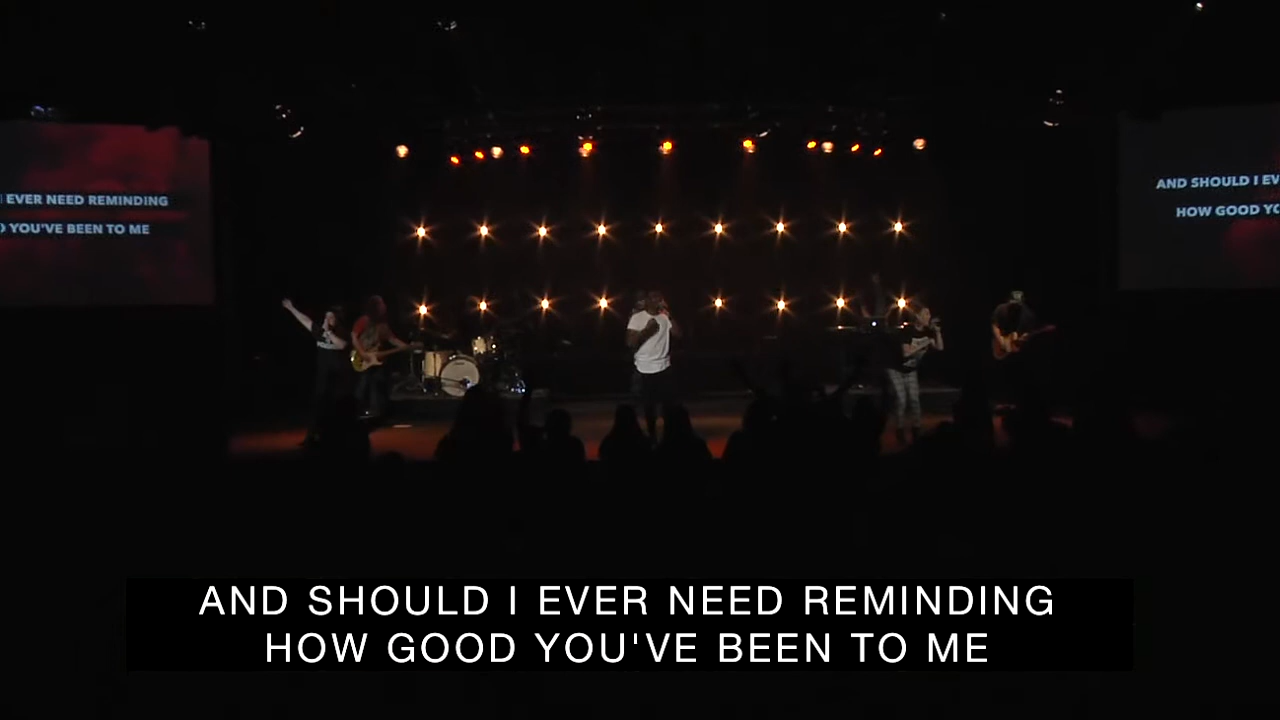 EVER NEED REMINDING
YOU'VE BEEN TO ME
AND SHOULD I EV
HOW GOOD YO
AND SHOULD I EVER NEED REMINDING
HOW GOOD YOU'VE BEEN TO ME